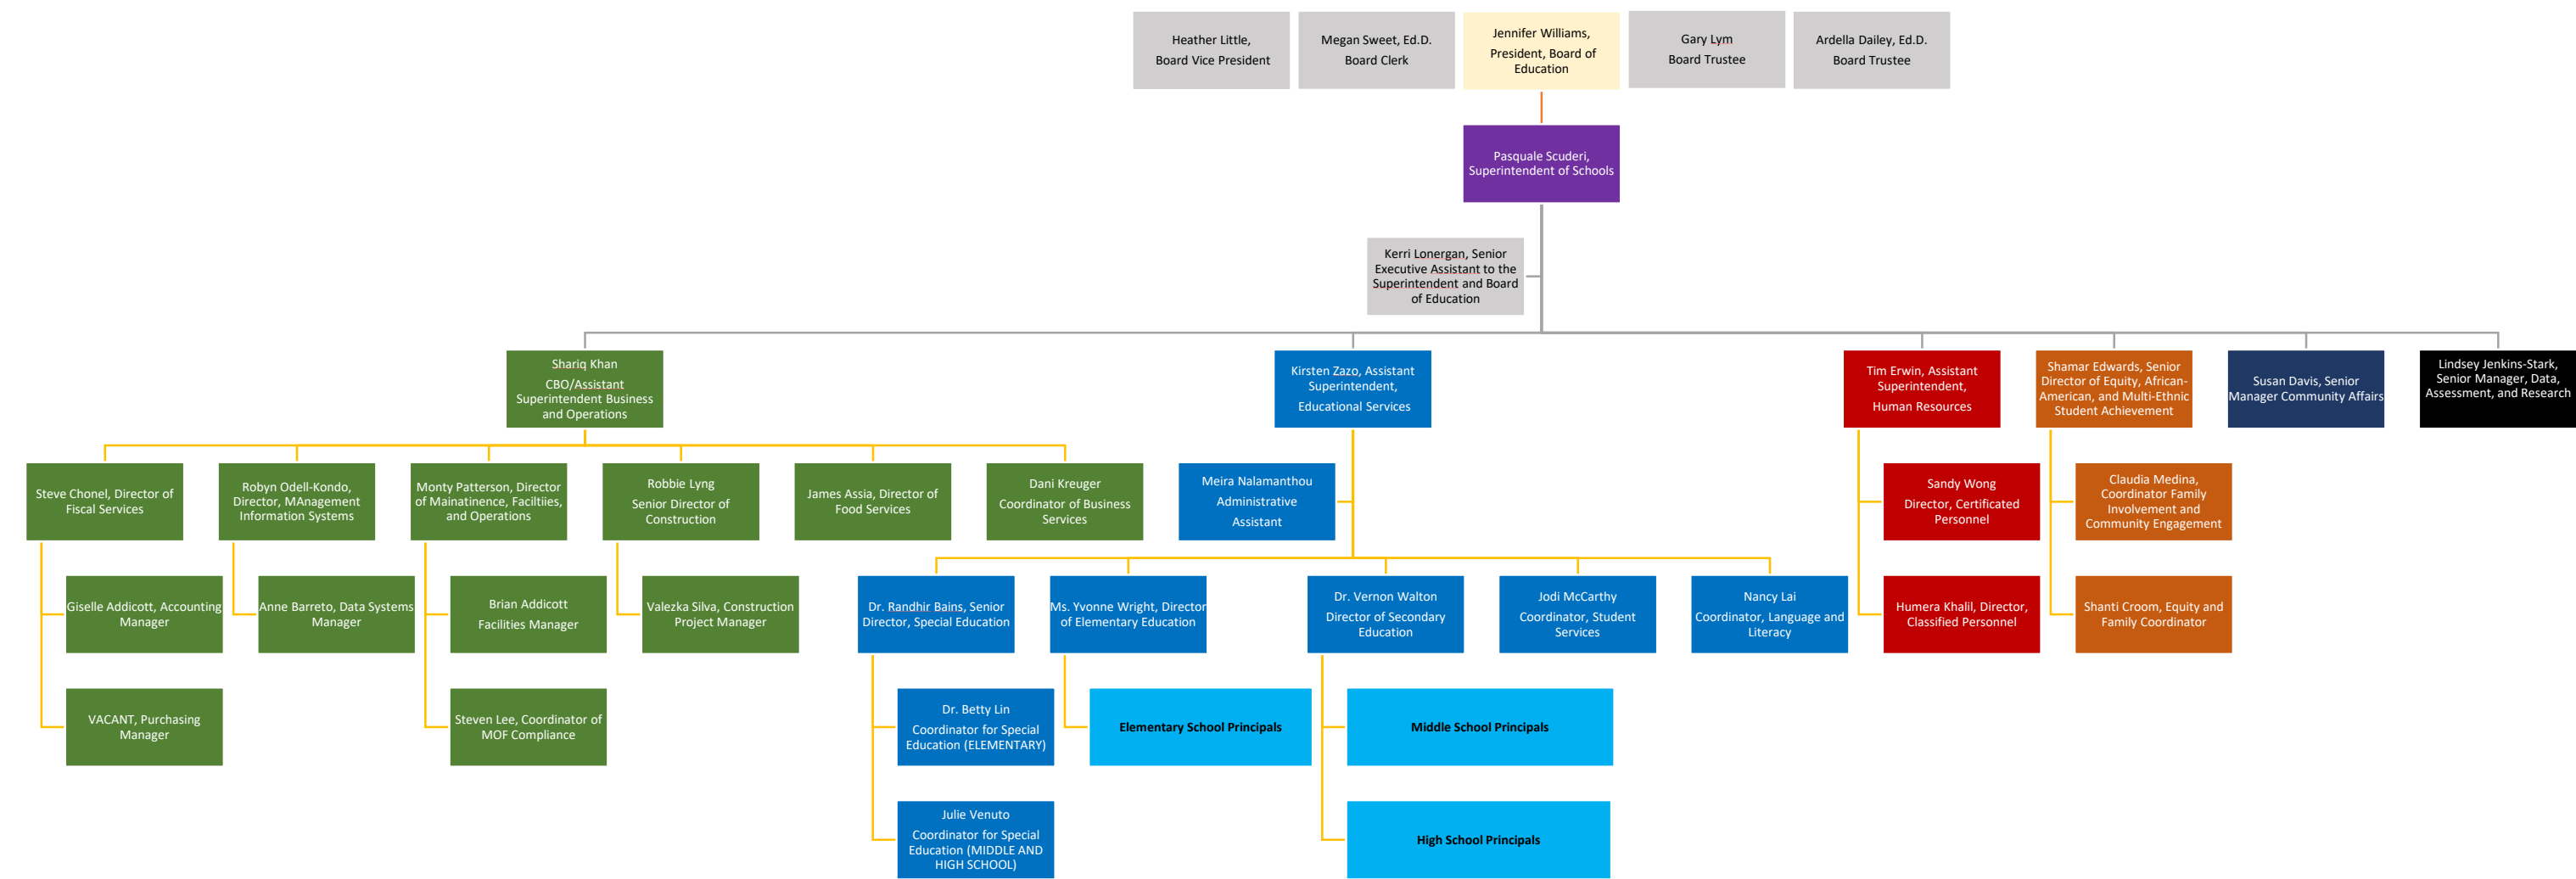 Heather Little,
Board Vice President
Megan Sweet, Ed.D.
Board Clerk
Jennifer Williams,
President, Board of
Education
Gary Lym
Board Trustee
Ardella Dailey, Ed.D.
Board Trustee
Pasquale Scuderi,
Superintendent of Schools
Kerri Lonergan, Senior
Executive Assistant to the
Superintendent and Board
of Education
Shariq Khan
CBO/Assistant
Superintendent Business
and Operations
Kirsten Zazo, Assistant
Superintendent,
Educational Services
Tim Erwin, Assistant
Superintendent,
Human Resources
Shamar Edwards, Senior
Director of Equity, African-
American, and Multi-Ethnic
Student Achievement
Susan Davis, Senior
Manager Community Affairs
Lindsey Jenkins-Stark,
Senior Manager, Data,
Assessment, and Research
Steve Chonel, Director of
Fiscal Services
Robyn Odell-Kondo,
Director, MAnagement
Information Systems
Monty Patterson, Director
of Mainatinence, Faciltiies,
and Operations
Robbie Lyng
Senior Director of
Construction
James Assia, Director of
Food Services
Dani Kreuger
Coordinator of Business
Services
Meira Nalamanthou
Administrative
Assistant
Sandy Wong
Director, Certificated
Personnel
Claudia Medina,
Coordinator Family
Involvement and
Community Engagement
Giselle Addicott, Accounting
Manager
Anne Barreto, Data Systems
Manager
Brian Addicott
Facilities Manager
Valezka Silva, Construction
Project Manager
Dr. Randhir Bains, Senior
Director, Special Education
Ms. Yvonne Wright, Director
of Elementary Education
Dr. Vernon Walton
Director of Secondary
Education
Jodi McCarthy
Coordinator, Student
Services
Nancy Lai
Coordinator, Language and
Literacy
Humera Khalil, Director,
Classified Personnel
Shanti Croom, Equity and
Family Coordinator
VACANT, Purchasing
Manager
Steven Lee, Coordinator of
MOF Compliance
Dr. Betty Lin
Coordinator for Special
Education (ELEMENTARY)
Elementary School Principals
Middle School Principals
Julie Venuto
Coordinator for Special
Education (MIDDLE AND
HIGH SCHOOL)
High School Principals